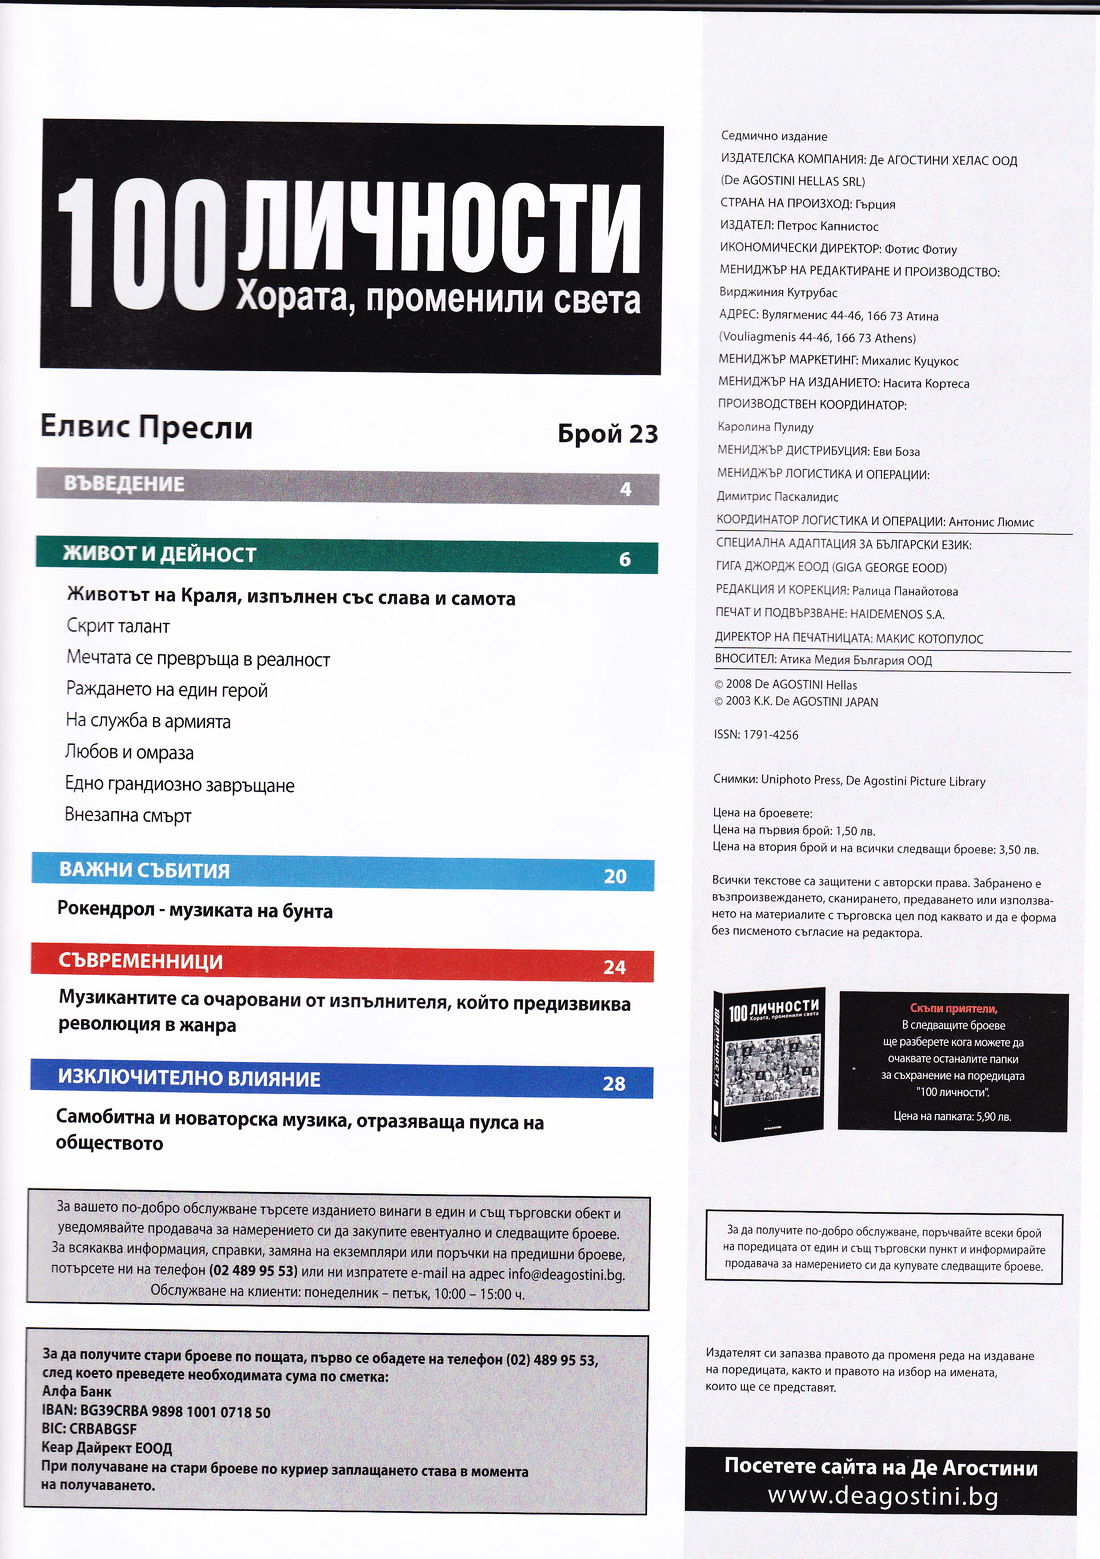 100 ЛИЧНОСТИ
Хората, променили света
Елвис Пресли
Брой 23
ВЪВЕДЕНИЕ 4
ЖИВОТ И ДЕЙНОСТ 6
Животът на Краля, изпълнен със слава и самота
Скрит талант
Мечтата се превръща в реалност
Раждането на един герой
На служба в армията
Любов и омраза
Едно грандиозно завръщане
Внезапна смърт
ВАЖНИ СЪБИТИЯ 20
Рокендрол - музиката на бунта
СЪВРЕМЕННИЦИ 24
Музикантите са очаровани от изпълнителя, който предизвиква
революция в жанра
ИЗКЛЮЧИТЕЛНО ВЛИЯНИЕ 28
Самобитна и новаторска музика, отразяваща пулса на
обществото
За вашето по-добро обслужване търсете изданието винаги в един и същ търговски обект и
уведомявайте продавача за намерението си да закупите евентуално и следващите броеве.
За всякаква информация, справки, замяна на екземпляри или поръчки на предишни броеве,
потърсете ни на телефон (02 489 95 53) или ни изпратете e-mail на адрес info@deagostini.bg.
Обслужване на клиенти: понеделник – петък, 10:00 – 15:00 ч.
За да получите стари броеве по пощата, първо се обадете на телефон (02) 489 95 53,
след което преведете необходимата сума по сметка:
Алфа Банк
IBAN: BG39CRBA 9898 1001 0718 50
BIC: CRBABGSF
Кеар Дайрект ЕООД
При получаване на стари броеве по куриер заплащането става в момента
на получаването.
Седмично издание
ИЗДАТЕЛСКА КОМПАНИЯ: Де АГОСТИНИ ХЕЛАС ООД
(De AGOSTINI HELLAS SRL)
СТРАНА НА ПРОИЗХОД: Гърция
ИЗДАТЕЛ: Петрос Капнистос
ИКОНОМИЧЕСКИ ДИРЕКТОР: Фотис Фотиу
МЕНИДЖЪР НА РЕДАКТИРАНЕ И ПРОИЗВОДСТВО:
Вирджиния Кутрубас
АДРЕС: Вулягменис 44-46, 166 73 Атина
(Vouliagmenis 44-46, 166 73 Athens)
МЕНИДЖЪР МАРКЕТИНГ: Михалис Куцукос
МЕНИДЖЪР НА ИЗДАНИЕТО: Насита Кортеса
ПРОИЗВОДСТВЕН КООРДИНАТОР:
Каролина Пулиду
МЕНИДЖЪР ДИСТРИБУЦИЯ: Еви Боза
МЕНИДЖЪР ЛОГИСТИКА И ОПЕРАЦИИ:
Димитрис Паскалидис
КООРДИНАТОР ЛОГИСТИКА И ОПЕРАЦИИ: Антонис Люмис
СПЕЦИАЛНА АДАПТАЦИЯ ЗА БЪЛГАРСКИ ЕЗИК:
ГИГА ДЖОРДЖ ЕООД (GIGA GEORGE EOOD)
РЕДАКЦИЯ И КОРЕКЦИЯ: Ралица Панайотова
ПЕЧАТ И ПОДВЪРЗВАНЕ: HAIDEMENOS S.A.
ДИРЕКТОР НА ПЕЧАТНИЦАТА: МАКИС КОТОПУЛОС
ВНОСИТЕЛ: Атика Медия България ООД
© 2008 De AGOSTINI Hellas
© 2003 K.K. De AGOSTINI JAPAN
ISSN: 1791-4256
Снимки: Uniphoto Press, De Agostini Picture Library
Цена на броевете:
Цена на първия брой: 1,50 лв.
Цена на втория брой и на всички следващи броеве: 3,50 лв.
Всички текстове са защитени с авторски права. Забранено е
възпроизвеждането, сканирането, предаването или използва-
нето на материалите с търговска цел под каквато и да е форма
без писменото съгласие на редактора.
100 ЛИЧНОСТИ
Хората, променили света
100 ЛИЧНОСТИ
Скъпи приятели,
В следващите броеве
ще разберете кога можете да
очаквате останалите папки
за съхранение на поредицата
"100 личности".
Цена на папката: 5,90 лв.
За да получите по-добро обслужване, поръчвайте всеки брой
на поредицата от един и същ търговски пункт и информирайте
продавача за намерението си да купувате следващите броеве.
Издателят си запазва правото да променя реда на издаване
на поредицата, както и правото на избор на имената,
които ще се представят.
Посетете сайта на Де Агостини
www.deagostini.bg